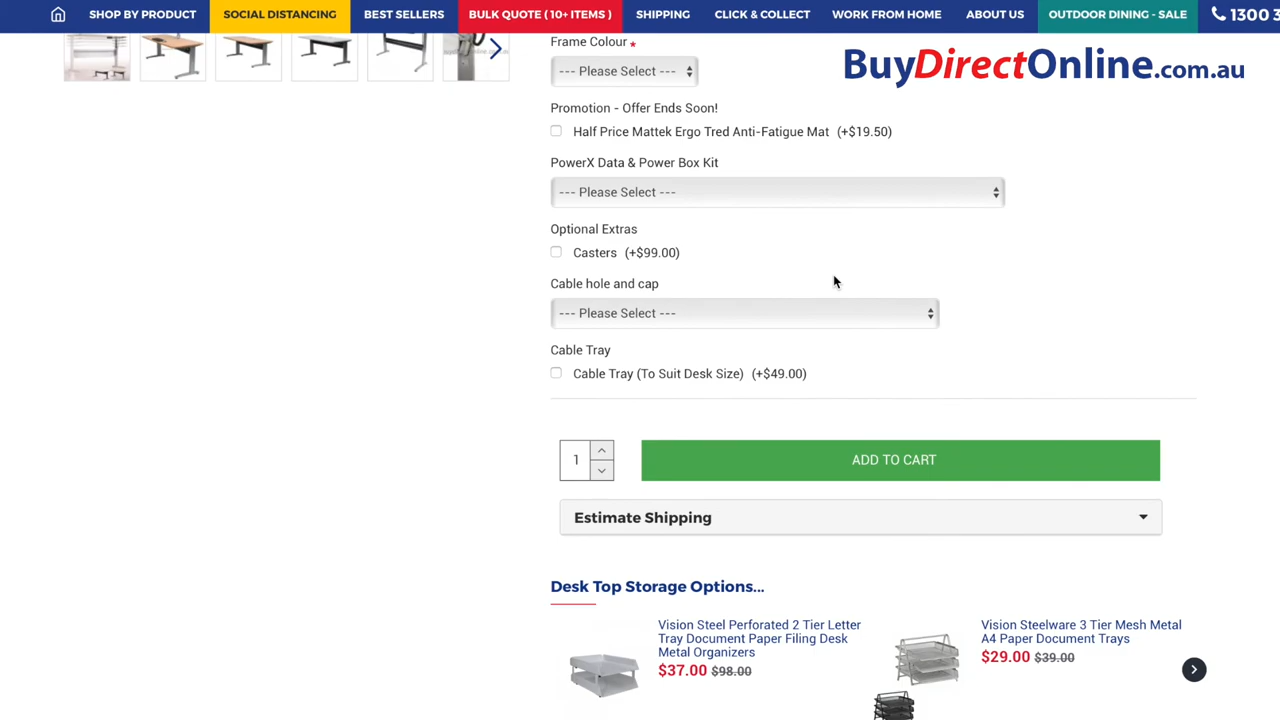 SHOP BY PRODUCT SOCIAL DISTANCING BEST SELLERS BULK QUOTE ( 10+ ITEMS ) SHIPPING CLICK & COLLECT WORK FROM HOME ABOUT US OUTDOOR DINING - SALE 1300 3
Frame Colour *
BuyDirectOnline.com.au
--- Please Select ---
Promotion - Offer Ends Soon!
Half Price Mattek Ergo Tred Anti-Fatigue Mat (+$19.50)
PowerX Data & Power Box Kit
--- Please Select ---
Optional Extras
Casters (+$99.00)
Cable hole and cap
--- Please Select ---
Cable Tray
Cable Tray (To Suit Desk Size) (+$49.00)
1
ADD TO CART
Estimate Shipping
Desk Top Storage Options...
Vision Steel Perforated 2 Tier Letter
Tray Document Paper Filing Desk
Metal Organizers
$37.00 $98.00
Vision Steelware 3 Tier Mesh Metal
A4 Paper Document Trays
$29.00 $39.00